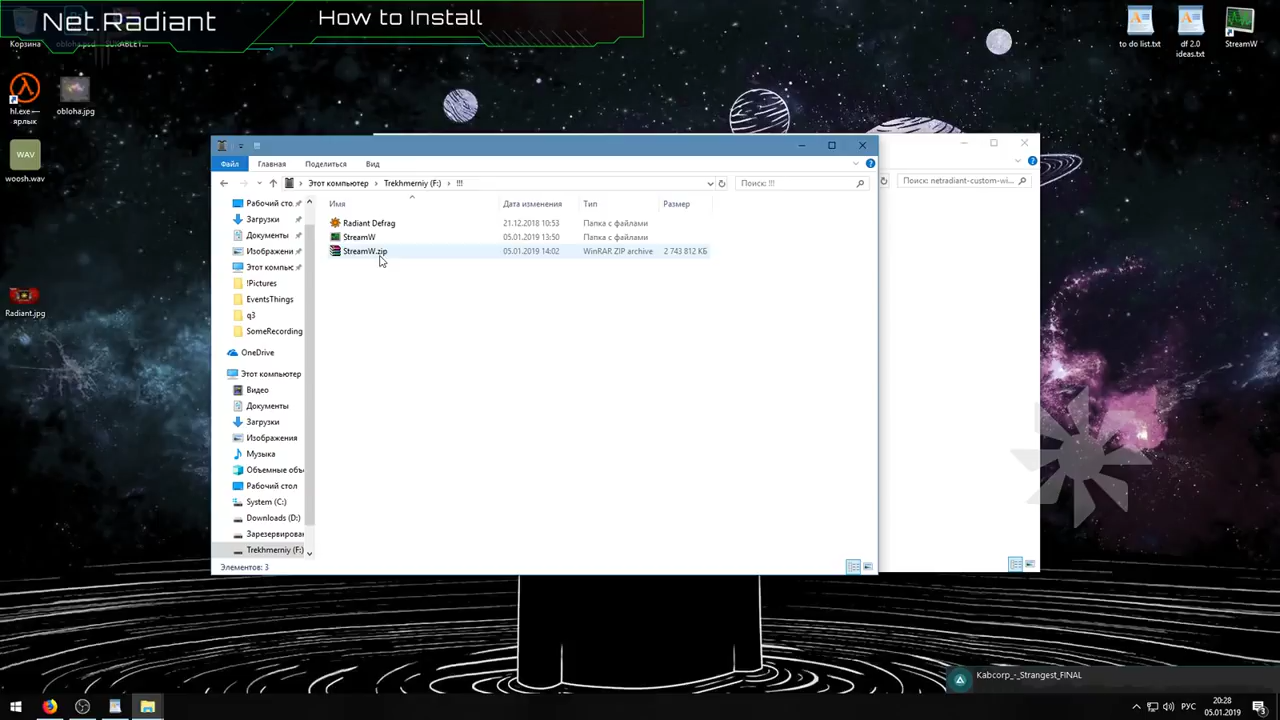 Net.Radiant
How to Install
Корзина
hl.exe —
ярлык
obloha.jpg
WAV
woosh.wav
Radiant.jpg
to do list.txt
df 2.0
ideas.txt
StreamW
Файл
Главная
Поделиться
Вид
Этот компьютер
Trekhmerniy (F:)
!!!
Поиск: !!!
Поиск: netradiant-custom-wi...
Имя
Дата изменения
Тип
Размер
Radiant Defrag
21.12.2018 10:53
Папка с файлами
StreamW
05.01.2019 13:50
Папка с файлами
StreamW.zip
05.01.2019 14:02
WinRAR ZIP archive
2 743 812 КБ
Рабочий сто
Загрузки
Документы
Изображени
Этот компьк
!Pictures
EventsThings
q3
SomeRecording
OneDrive
Этот компьютер
Видео
Документы
Загрузки
Изображения
Музыка
Объемные объ
Рабочий стол
System (C:)
Downloads (D:)
Зарезервирован
Trekhmerniy (F:)
Элементов: 3
Kabcorp_-_Strangest_FINAL
РУС
20:28
05.01.2019
3